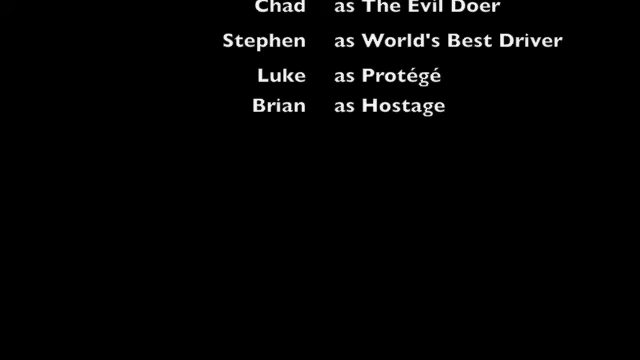 Chad as The Evil Doer
Stephen as World's Best Driver
Luke as Protégé
Brian as Hostage